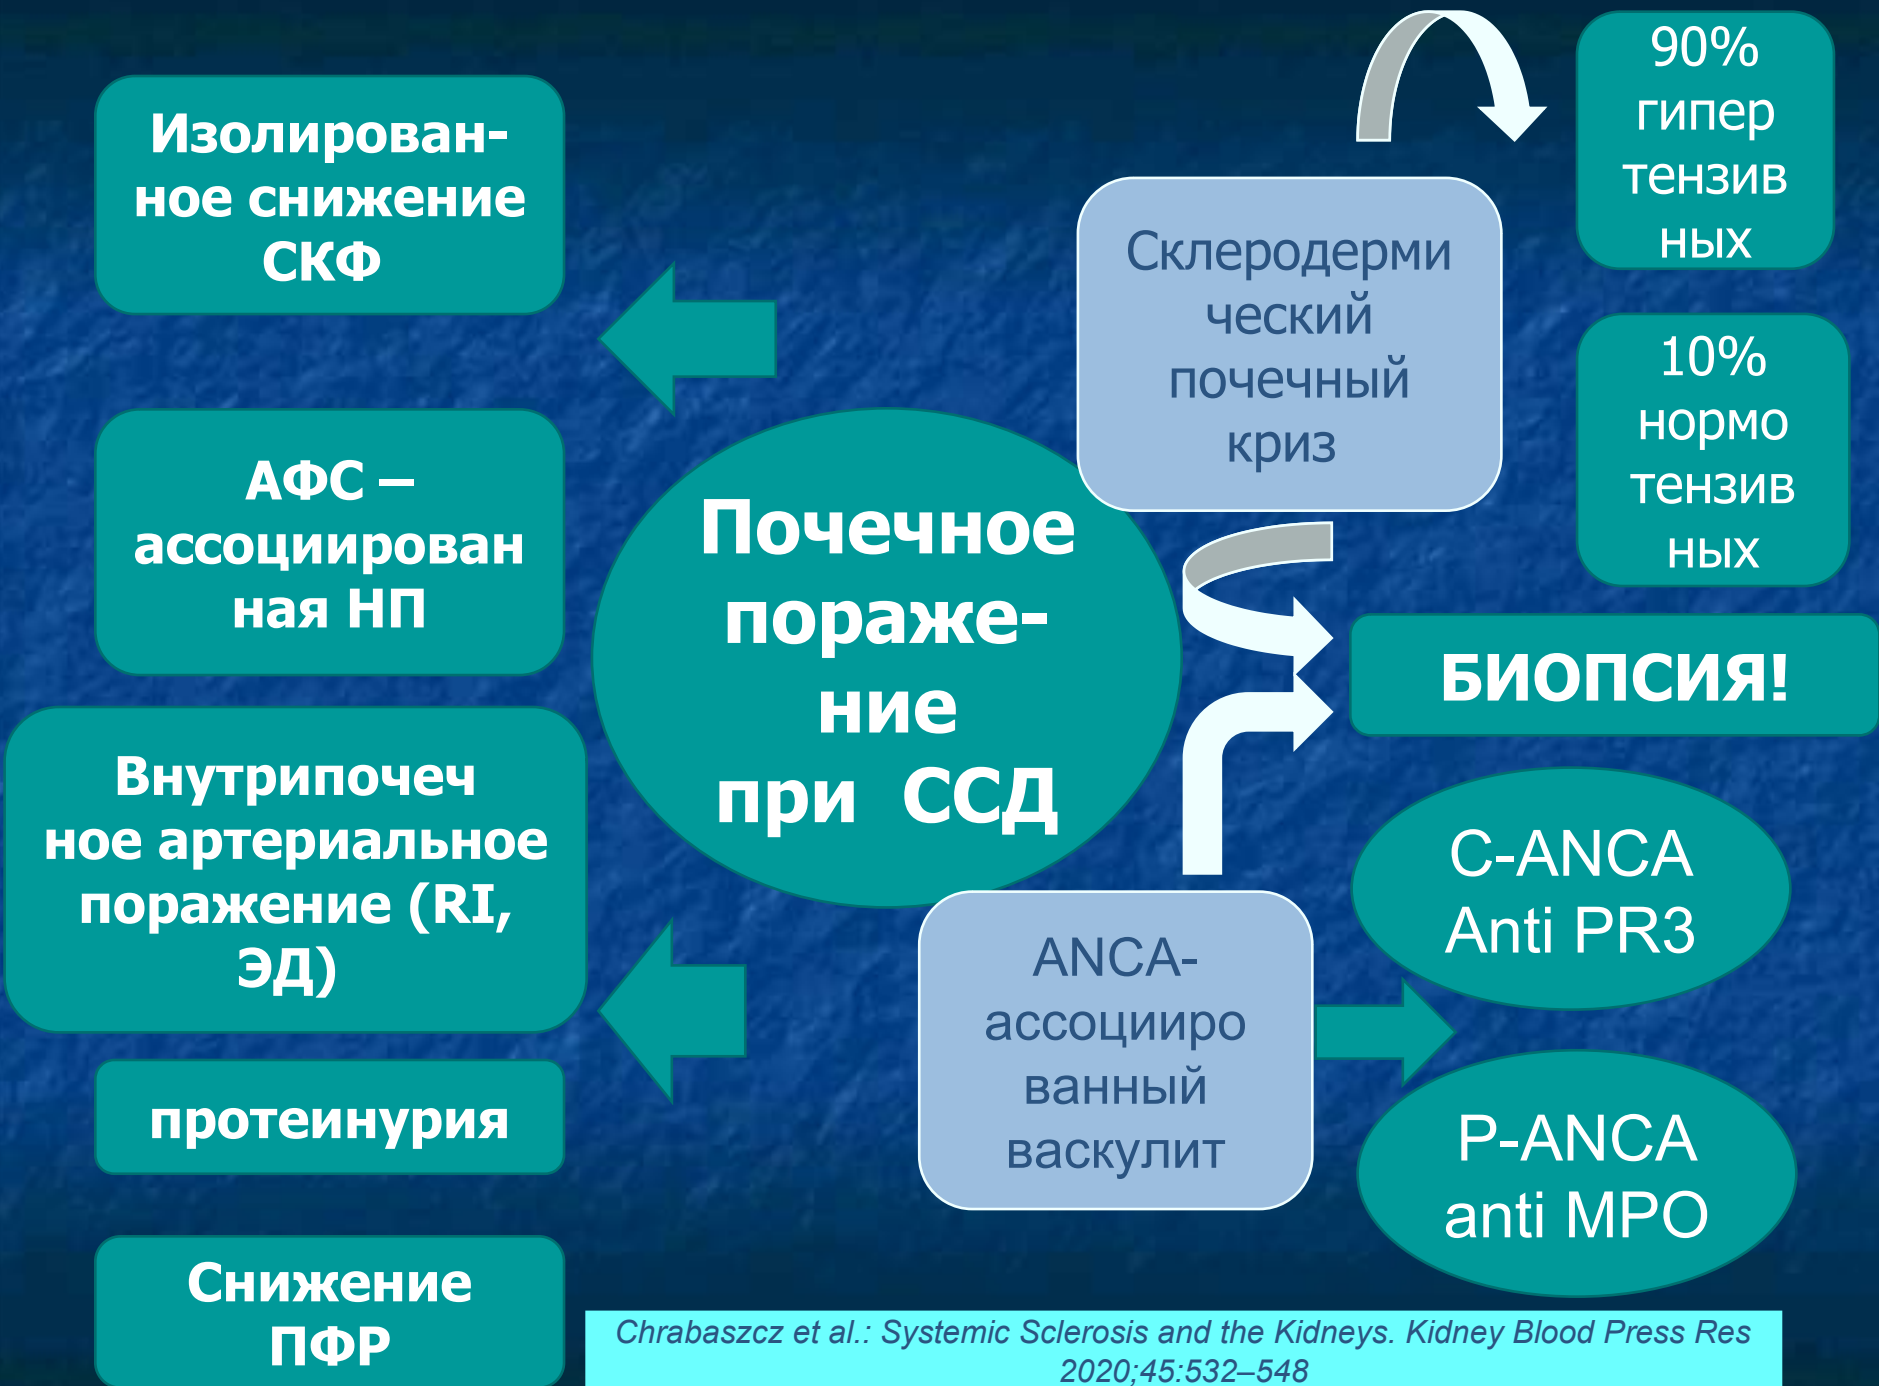 Изолирован-
ное снижение
СКФ
АФС –
ассоциирован
ная НП
Внутрипочеч
ное артериальное
поражение (RI,
ЭД)
протеинурия
Снижение
ПФР
Почечное
пораже-
ние
при ССД
Склеродерми
ческий
почечный
криз
90%
гипер
тензив
ных
10%
нормо
тензив
ных
БИОПСИЯ!
ANCA-
ассоцииро
ванный
васкулит
C-ANCA
Anti PR3
P-ANCA
anti MPO
Chrabaszcz et al.: Systemic Sclerosis and the Kidneys. Kidney Blood Press Res
2020;45:532–548